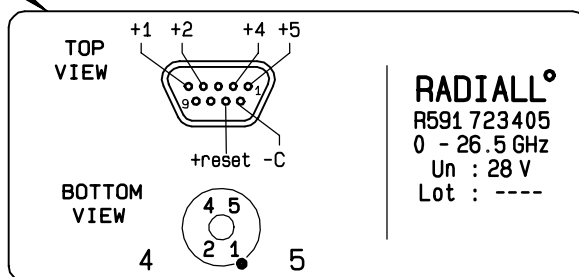 +1 +2 +4 +5
TOP
VIEW
1
9
+reset -C
BOTTOM
VIEW
4 5
2 1
4 5
RADIALL°
R591 723405
0 - 26.5 GHz
Un : 28 V
Lot : ----